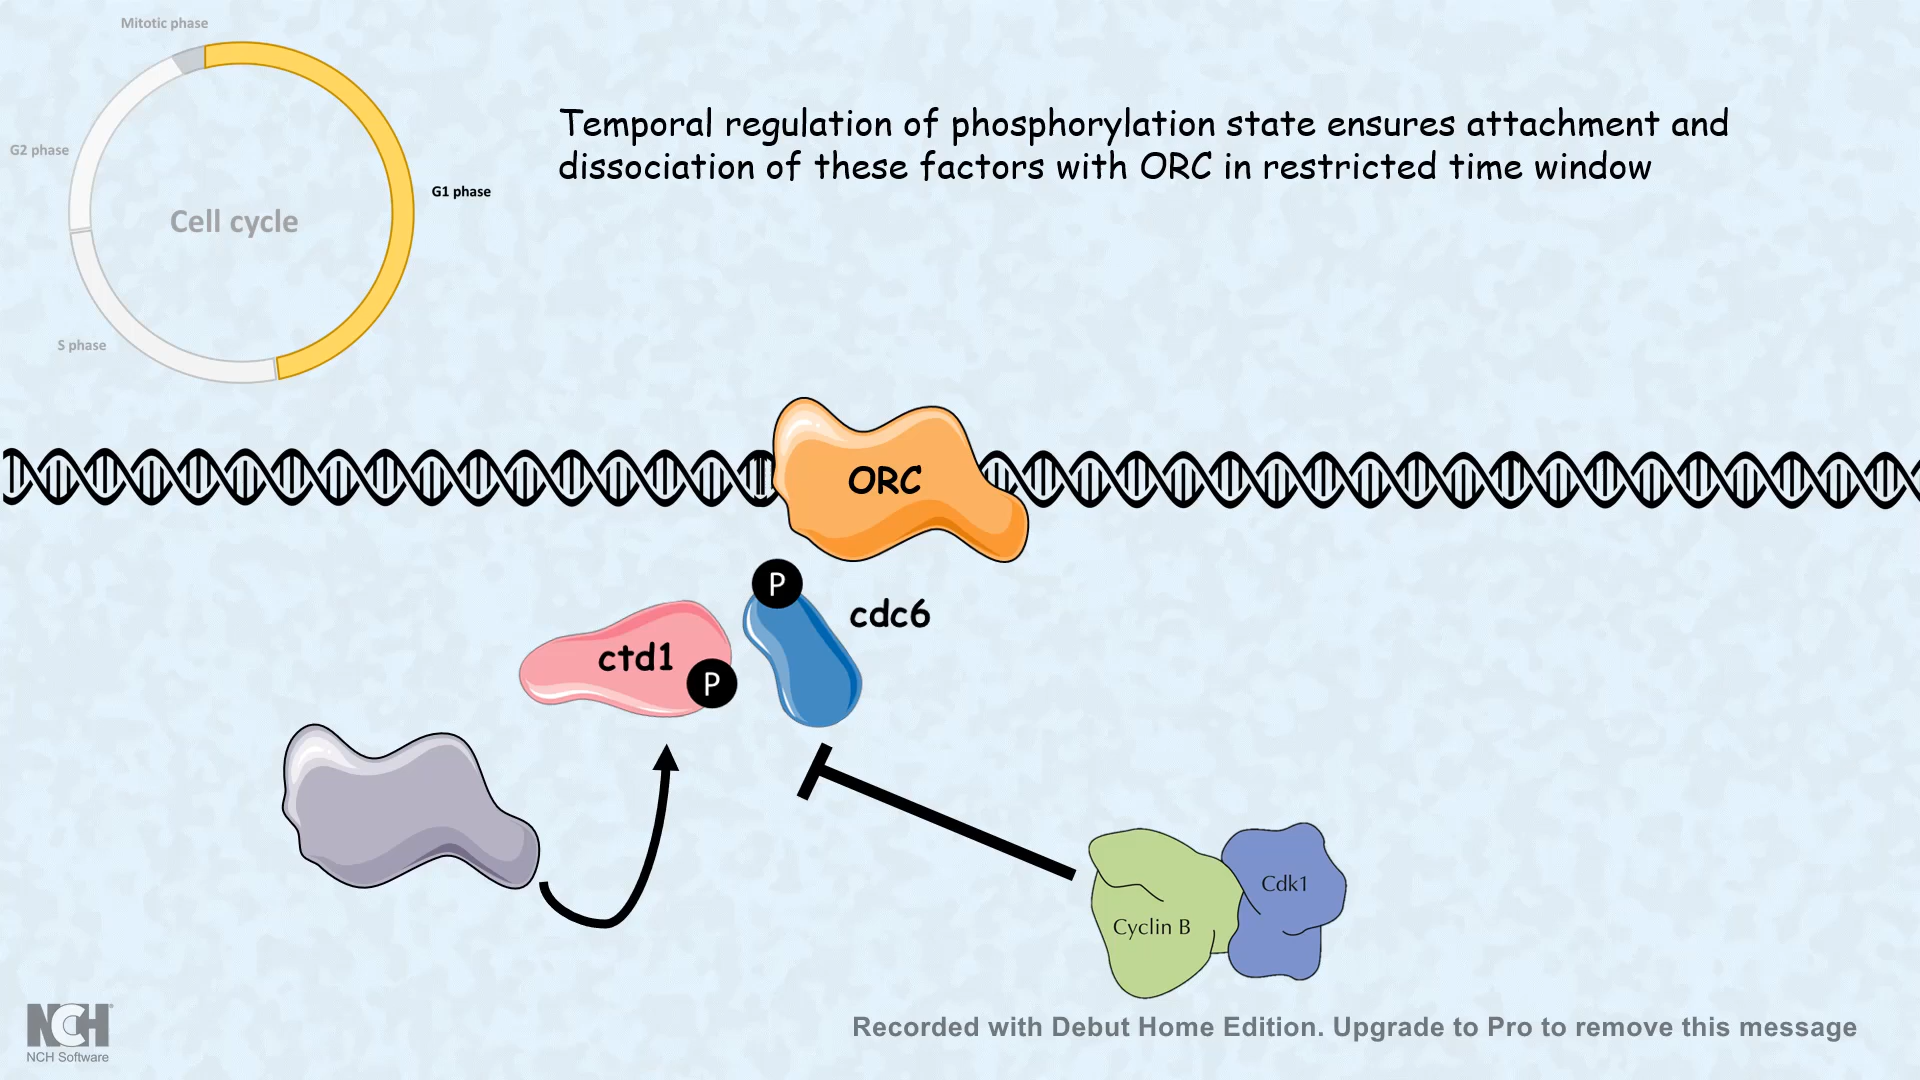 Mitotic phase
G2 phase
G1 phase
Cell cycle
S phase
Temporal regulation of phosphorylation state ensures attachment and
dissociation of these factors with ORC in restricted time window
ORC
P
cdc6
ctd1
P
Cdk1
Cyclin B
NCH
NCH Software
Recorded with Debut Home Edition. Upgrade to Pro to remove this message